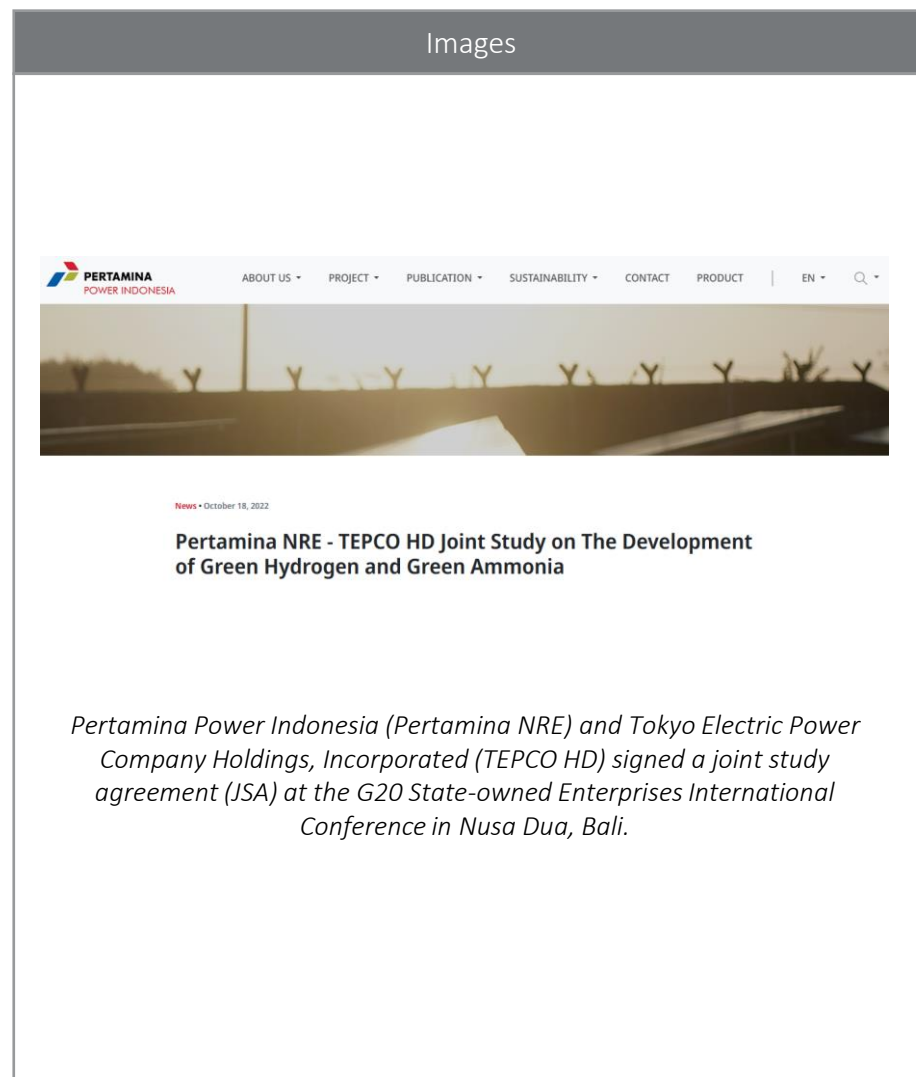 Images
PERTAMINA
POWER INDONESIA
ABOUT US
PROJECT
PUBLICATION
SUSTAINABILITY
CONTACT
PRODUCT
EN
News • October 18, 2022
Pertamina NRE - TEPCO HD Joint Study on The Development
of Green Hydrogen and Green Ammonia
Pertamina Power Indonesia (Pertamina NRE) and Tokyo Electric Power
Company Holdings, Incorporated (TEPCO HD) signed a joint study
agreement (JSA) at the G20 State-owned Enterprises International
Conference in Nusa Dua, Bali.